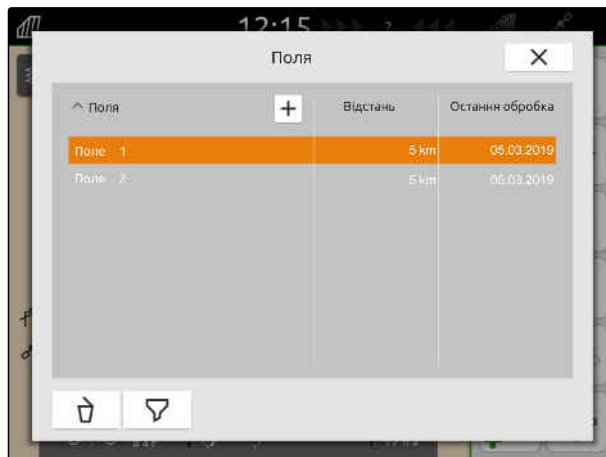 12:15
?
Поля
^ Поля + Відстань Остання обробка
Поле 1 5 km 05.03.2019
Поле 2 5 km 05.03.2019